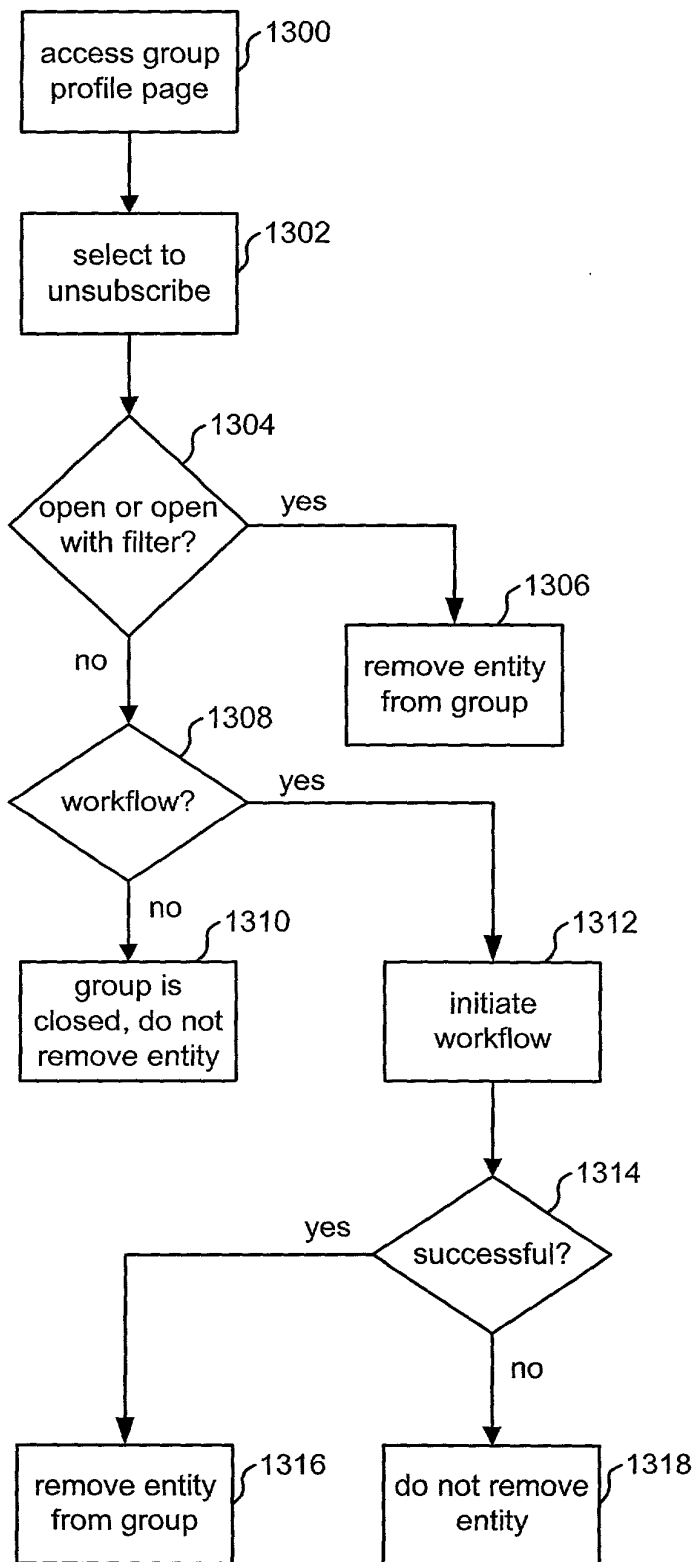 access group
profile page
1300
select to
unsubscribe
1302
open or open
with filter?
1304
yes
remove entity
from group
1306
no
workflow?
1308
yes
no
group is
closed, do not
remove entity
1310
initiate
workflow
1312
successful?
1314
yes
no
remove entity
from group
1316
do not remove
entity
1318